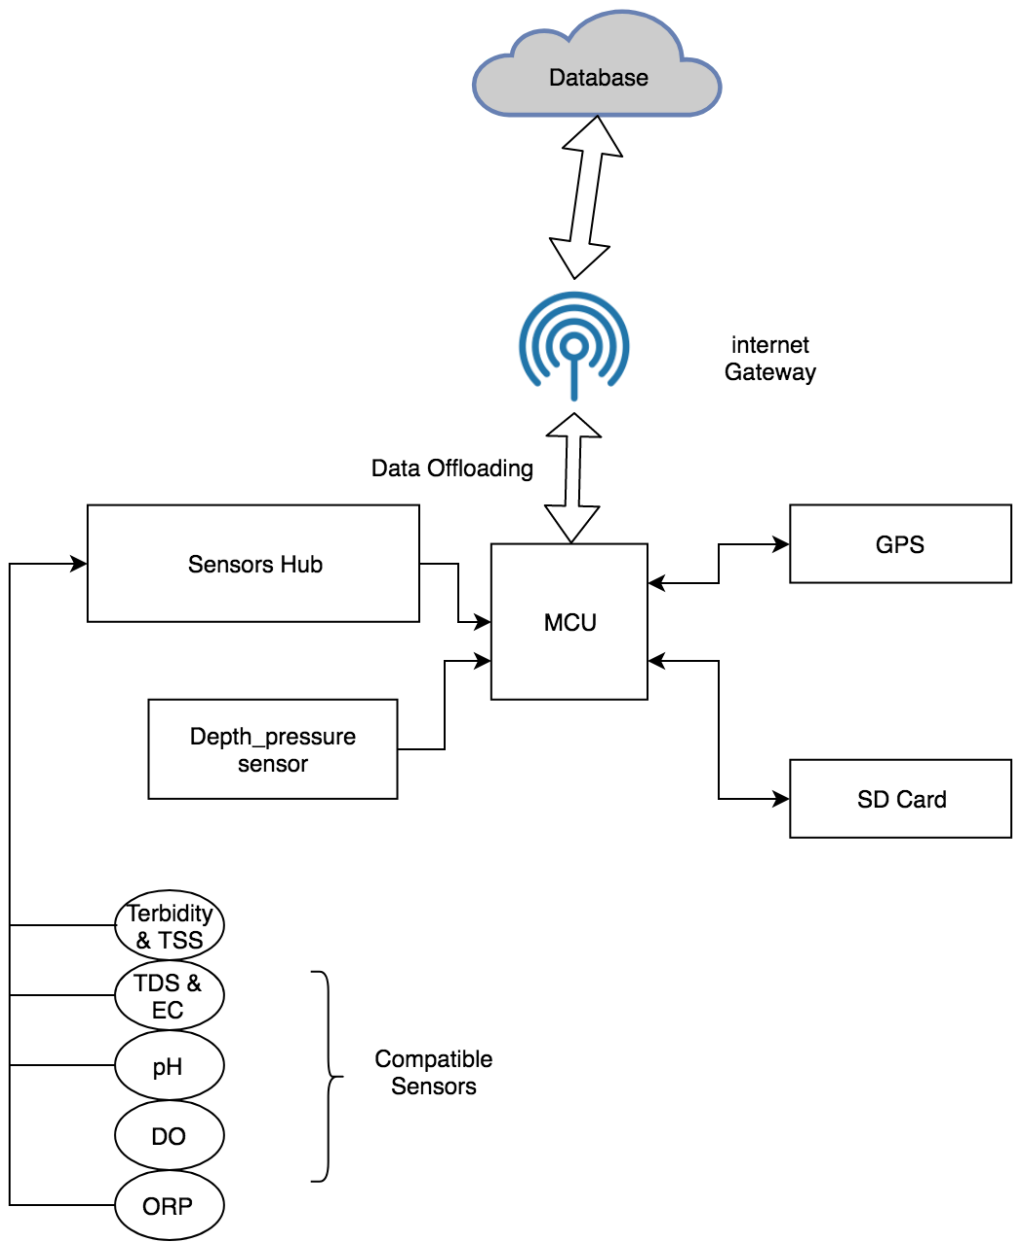 Database
internet
Gateway
Data Offloading
Sensors Hub
GPS
MCU
Depth_pressure
sensor
SD Card
Terbidity
& TSS
TDS &
EC
pH
DO
ORP
Compatible
Sensors